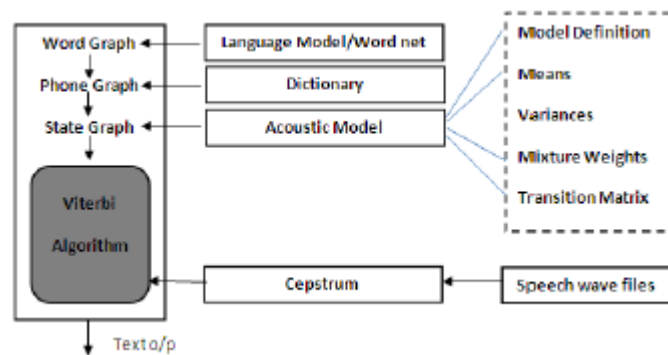 Word Graph
Language Model/Word net
Model Definition
Phone Graph
Dictionary
Means
State Graph
Acoustic Model
Variances
Mixture Weights
Transition Matrix
Viterbi
Algorithm
Cepstrum
Speech wave files
Text o/p